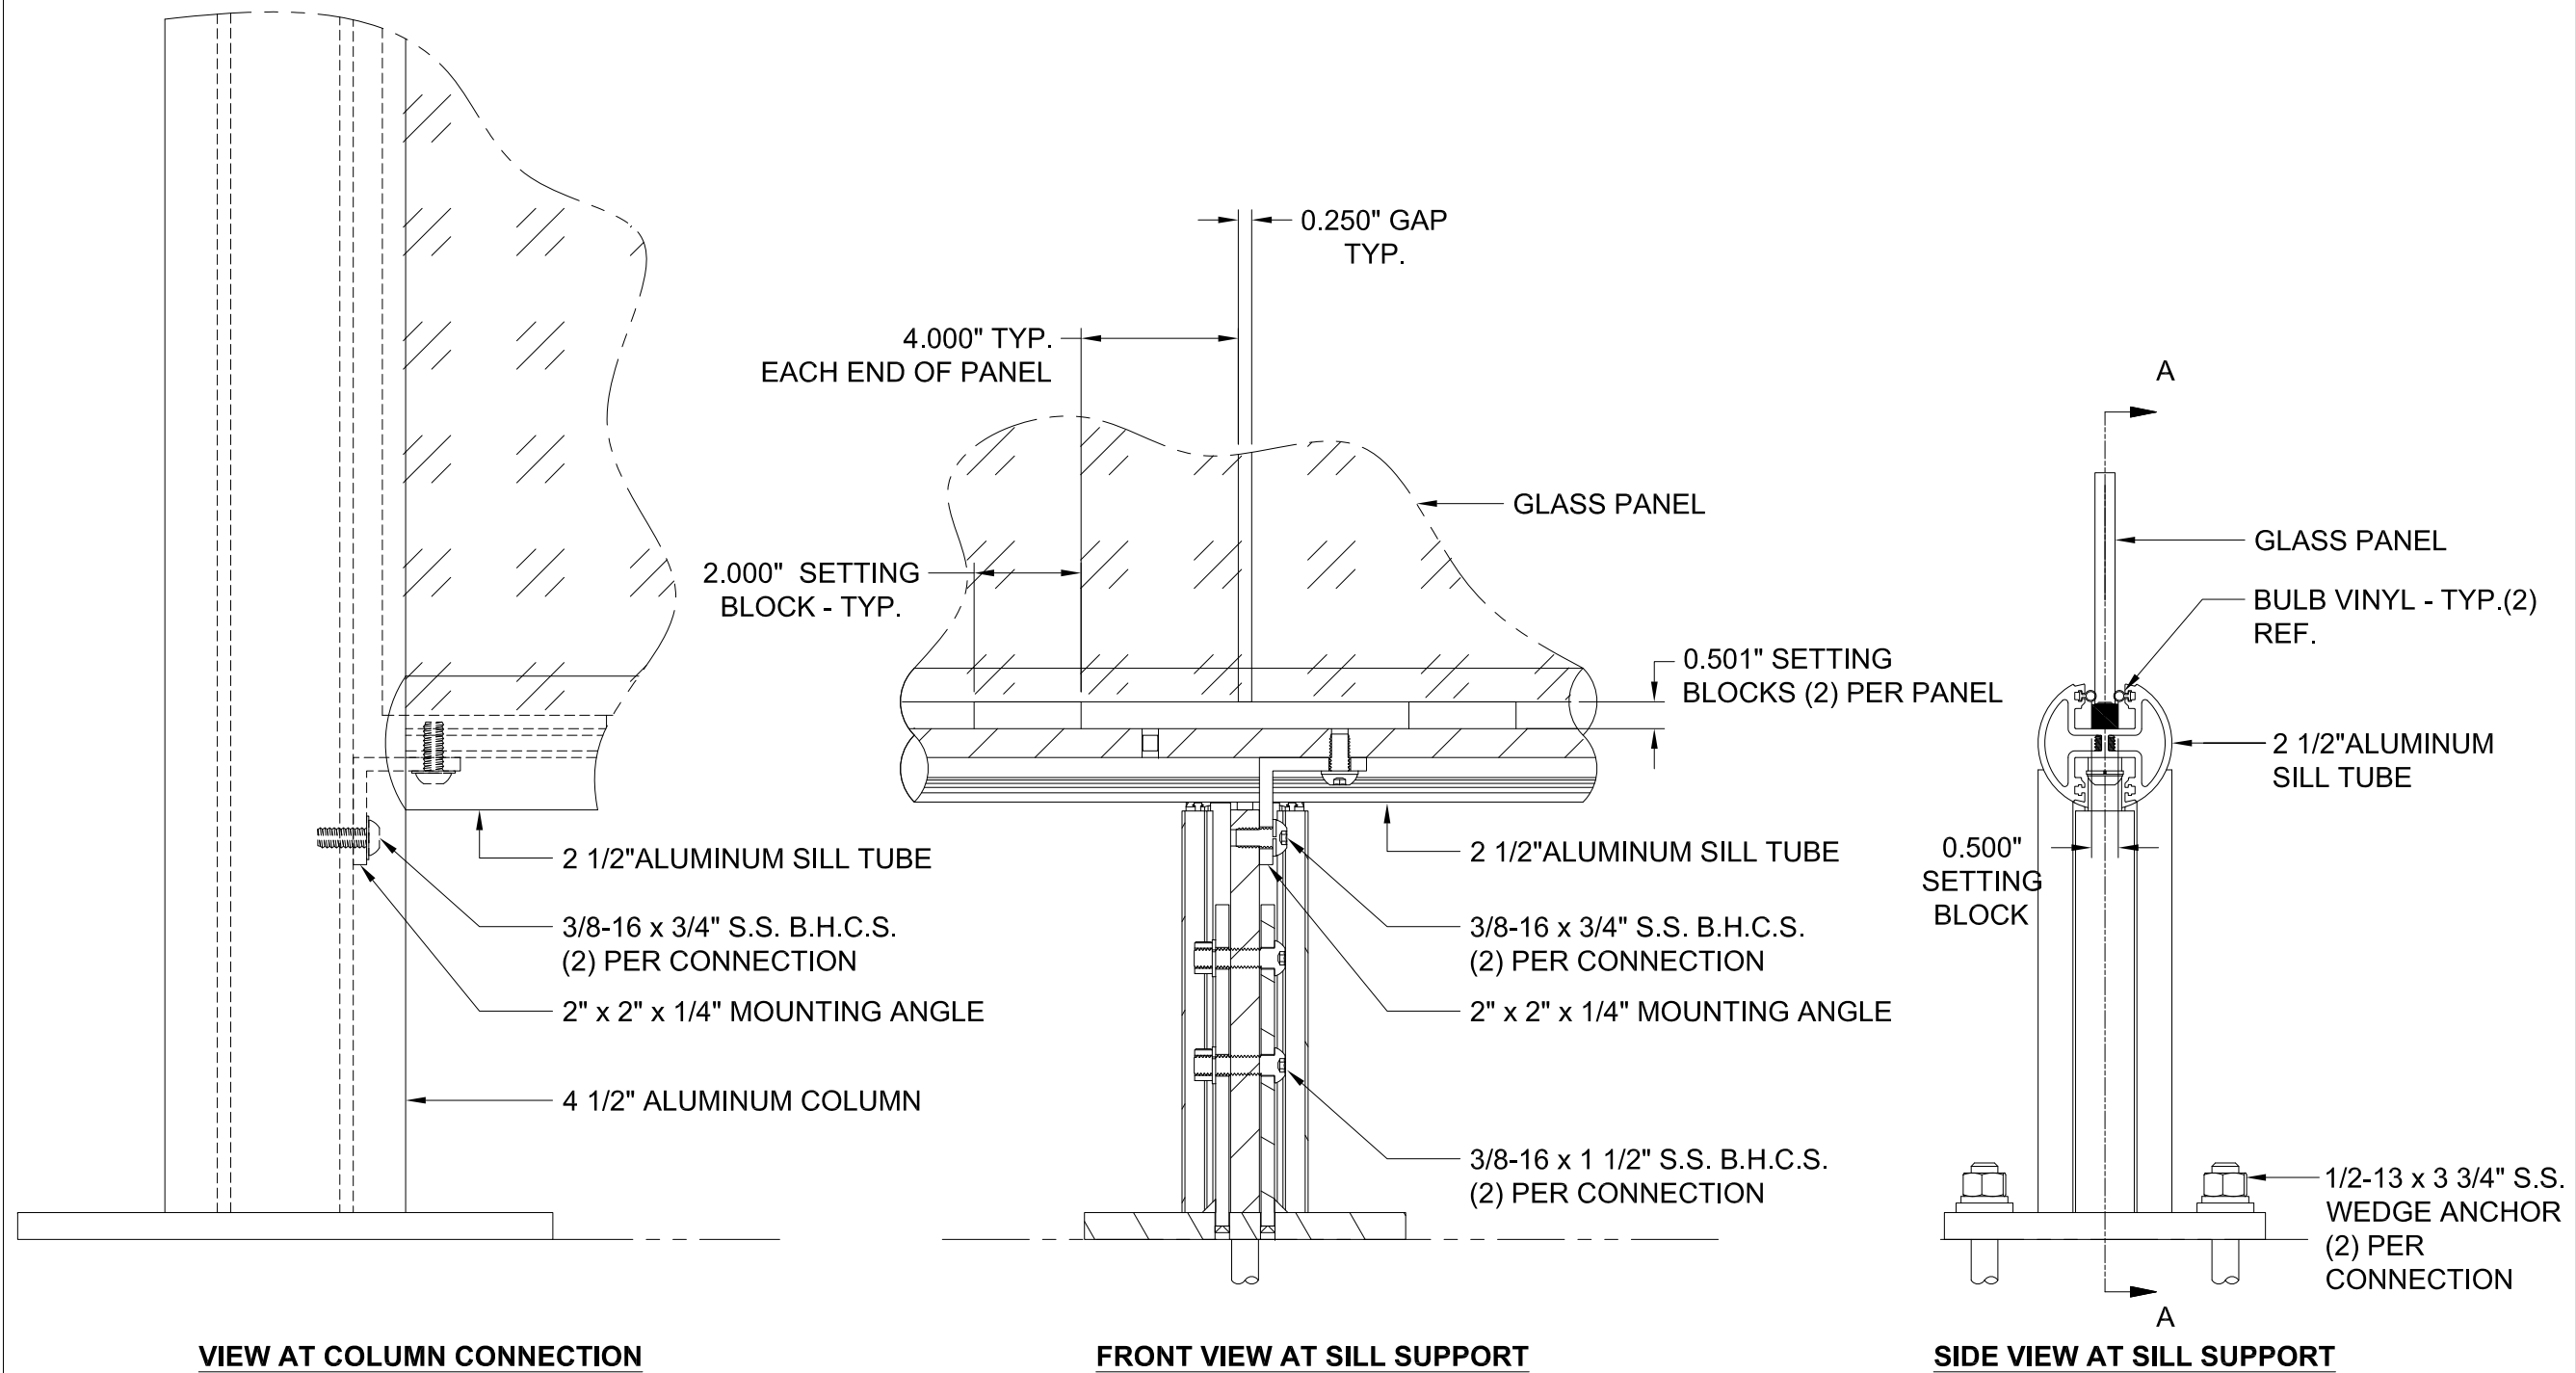 2 1/2"ALUMINUM SILL TUBE
3/8-16 x 3/4" S.S. B.H.C.S.
(2) PER CONNECTION
2" x 2" x 1/4" MOUNTING ANGLE
4 1/2" ALUMINUM COLUMN
VIEW AT COLUMN CONNECTION
0.250" GAP
TYP.
4.000" TYP.
EACH END OF PANEL
GLASS PANEL
2.000" SETTING
BLOCK - TYP.
0.501" SETTING
BLOCKS (2) PER PANEL
2 1/2"ALUMINUM SILL TUBE
3/8-16 x 3/4" S.S. B.H.C.S.
(2) PER CONNECTION
2" x 2" x 1/4" MOUNTING ANGLE
3/8-16 x 1 1/2" S.S. B.H.C.S.
(2) PER CONNECTION
FRONT VIEW AT SILL SUPPORT
A
GLASS PANEL
BULB VINYL - TYP.(2)
REF.
2 1/2"ALUMINUM
SILL TUBE
0.500"
SETTING
BLOCK
1/2-13 x 3 3/4" S.S.
WEDGE ANCHOR
(2) PER
CONNECTION
A
SIDE VIEW AT SILL SUPPORT